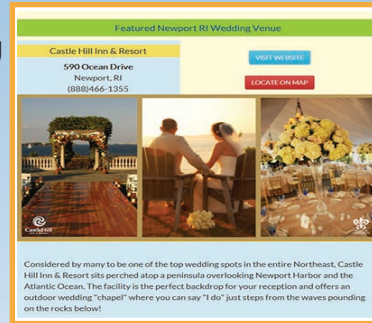 Featured Newport RI Wedding Venue
Castle Hill Inn & Resort
590 Ocean Drive
Newport, RI
(888)466-1355
VISIT WEBSITE
LOCATE ON MAP
Castle Hill
Considered by many to be one of the top wedding spots in the entire Northeast, Castle
Hill Inn & Resort sits perched atop a peninsula overlooking Newport Harbor and the
Atlantic Ocean. The facility is the perfect backdrop for your reception and offers an
outdoor wedding "chapel" where you can say "I do" just steps from the waves pounding
on the rocks below!